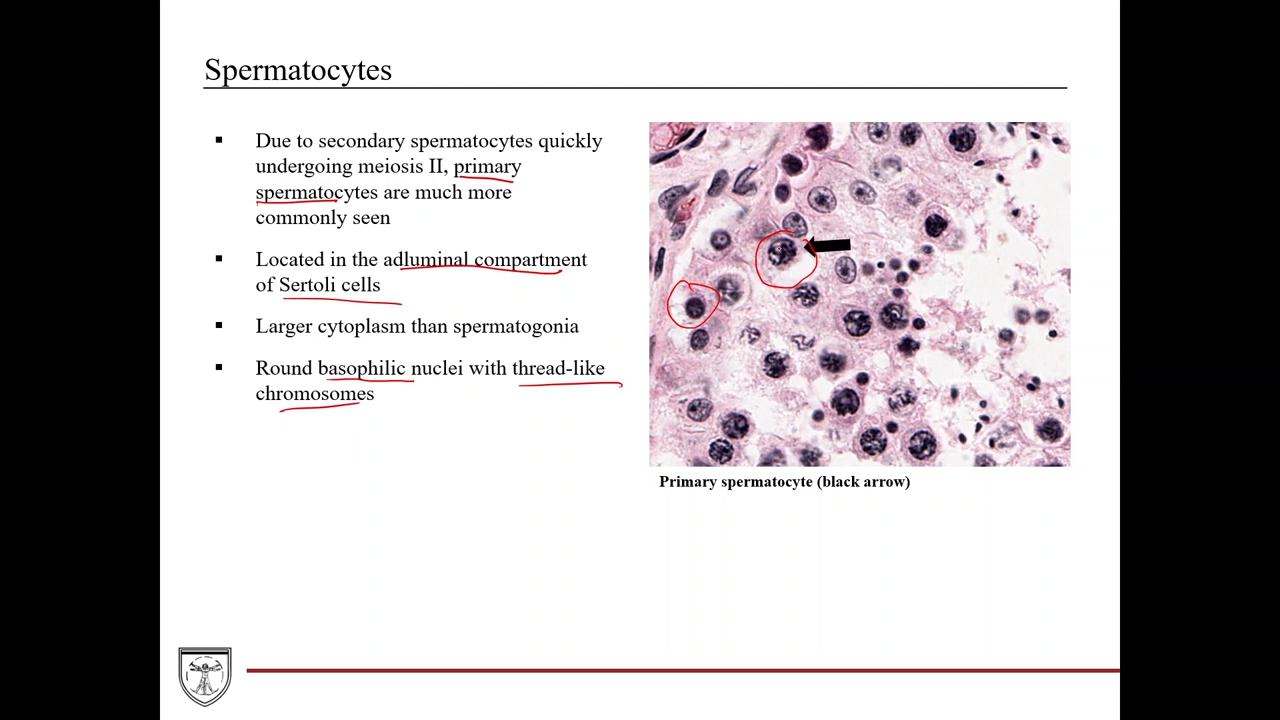 Spermatocytes
Due to secondary spermatocytes quickly
undergoing meiosis II, primary
spermatocytes are much more
commonly seen
Located in the adluminal compartment
of Sertoli cells
Larger cytoplasm than spermatogonia
Round basophilic nuclei with thread-like
chromosomes
Primary spermatocyte (black arrow)